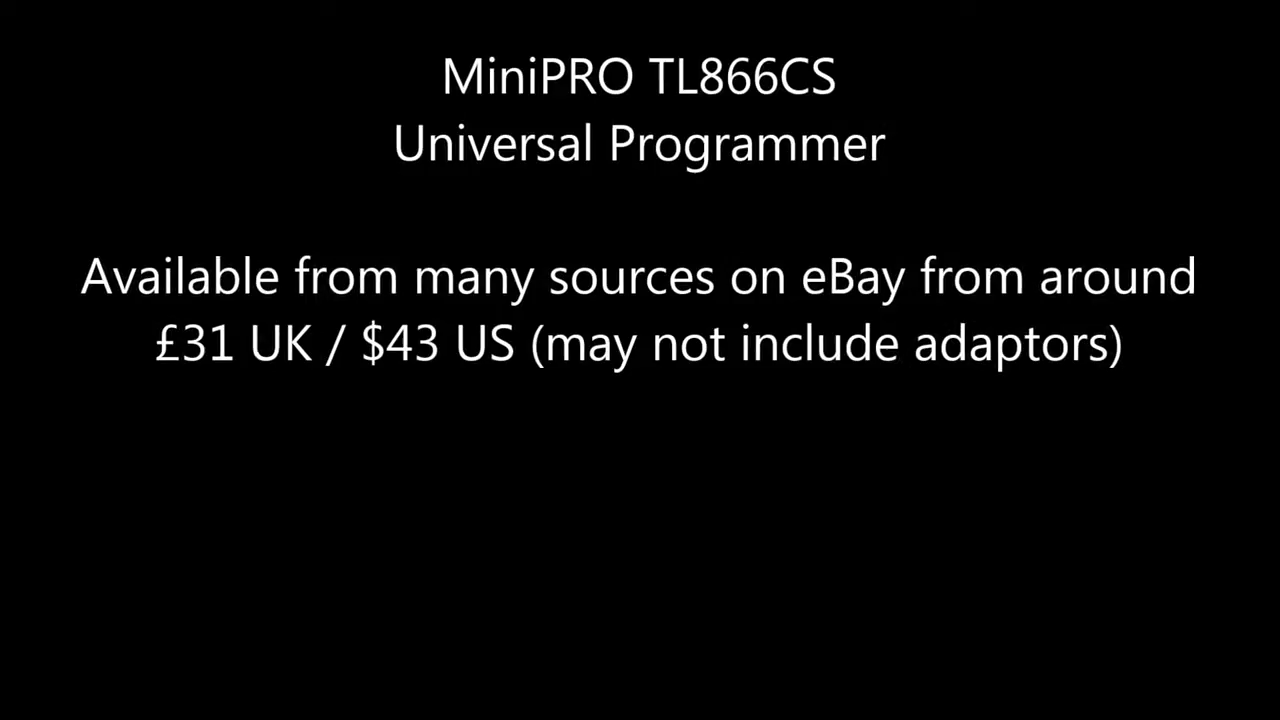 MiniPRO TL866CS
Universal Programmer
Available from many sources on eBay from around
£31 UK / $43 US (may not include adaptors)